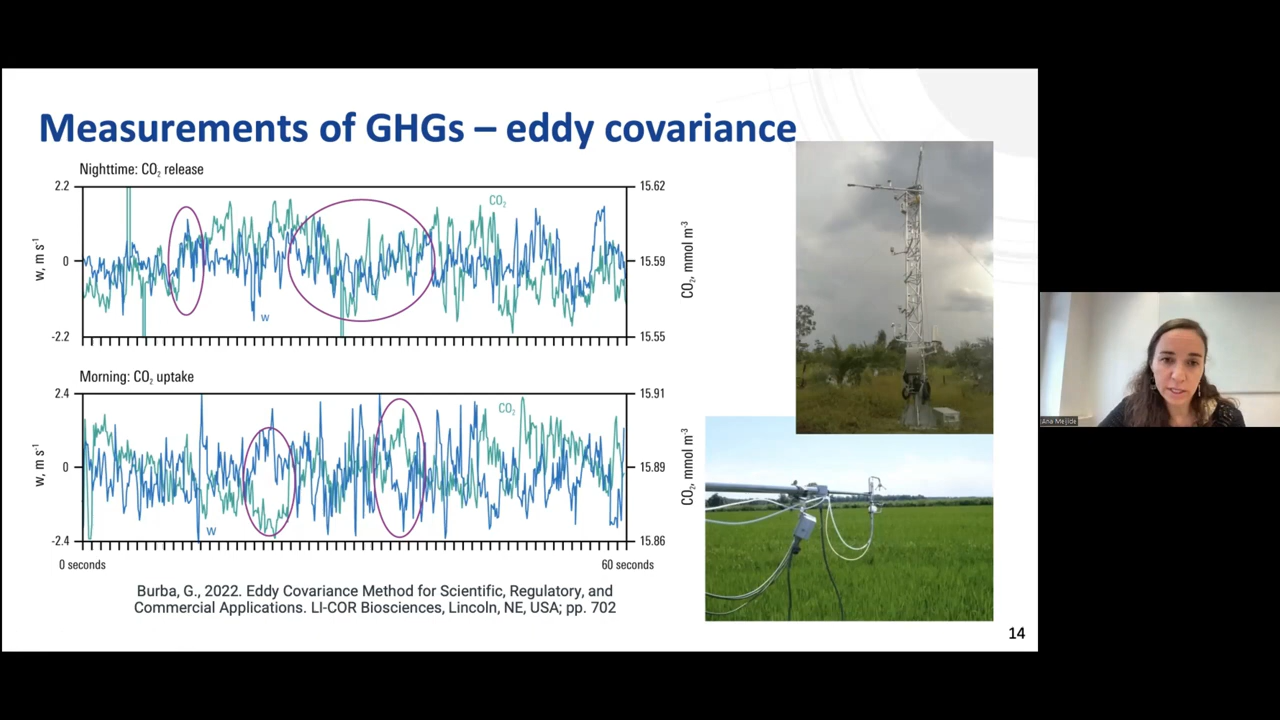 Measurements of GHGs – eddy covariance
Nighttime: CO₂ release
2.2
0
-2.2
w, m s⁻¹
CO₂
w
15.62
15.59
15.55
CO₂, mmol m⁻³
Morning: CO₂ uptake
2.4
0
-2.4
w, m s⁻¹
CO₂
w
15.91
15.89
15.86
CO₂, mmol m⁻³
0 seconds
60 seconds
Burba, G., 2022. Eddy Covariance Method for Scientific, Regulatory, and
Commercial Applications. LI-COR Biosciences, Lincoln, NE, USA; pp. 702
14
Ana Meijide